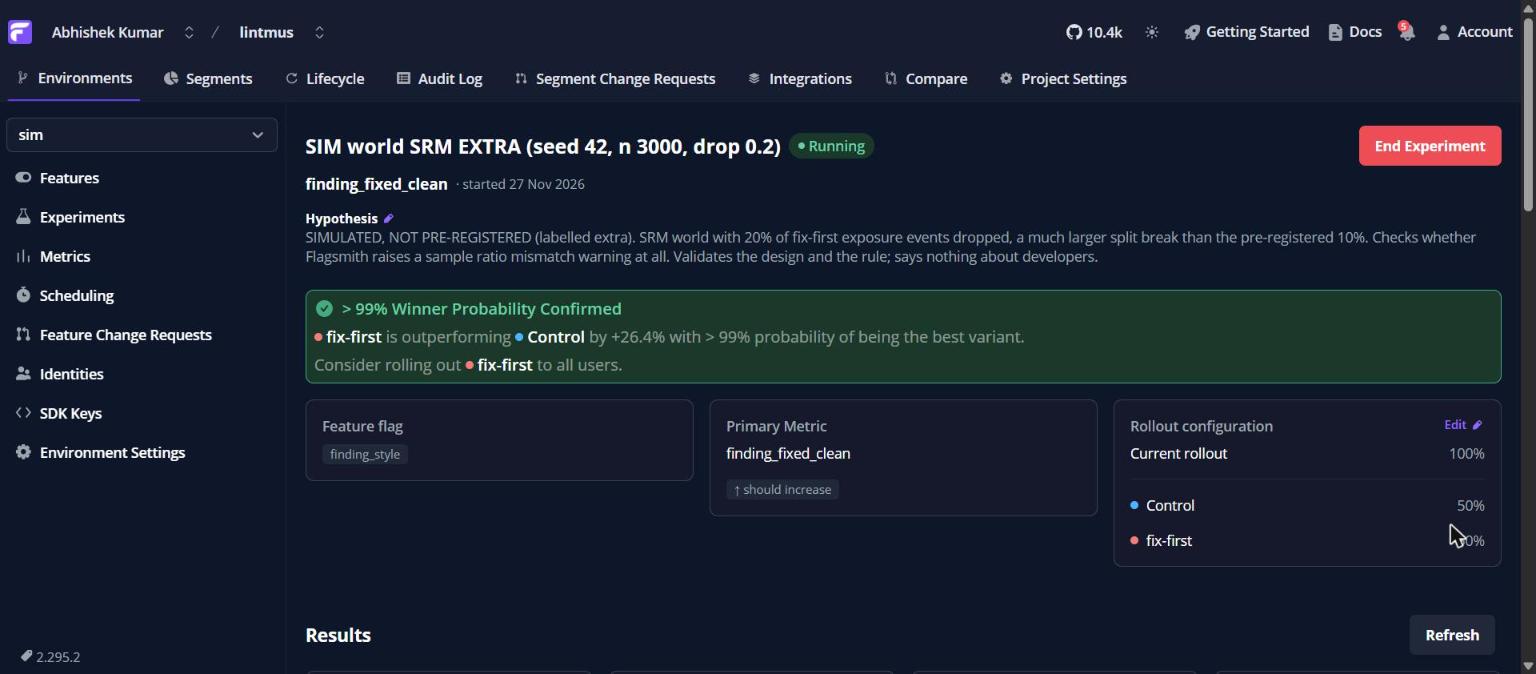 Abhishek Kumar / lintmus
10.4k Getting Started Docs 5 Account
Environments Segments Lifecycle Audit Log Segment Change Requests Integrations Compare Project Settings
sim
Features
Experiments
Metrics
Scheduling
Feature Change Requests
Identities
SDK Keys
Environment Settings
2.295.2
SIM world SRM EXTRA (seed 42, n 3000, drop 0.2) Running
End Experiment
finding_fixed_clean · started 27 Nov 2026
Hypothesis
SIMULATED, NOT PRE-REGISTERED (labelled extra). SRM world with 20% of fix-first exposure events dropped, a much larger split break than the pre-registered 10%. Checks whether
Flagsmith raises a sample ratio mismatch warning at all. Validates the design and the rule; says nothing about developers.
> 99% Winner Probability Confirmed
fix-first is outperforming Control by +26.4% with > 99% probability of being the best variant.
Consider rolling out fix-first to all users.
Feature flag
finding_style
Primary Metric
finding_fixed_clean
↑ should increase
Rollout configuration Edit
Current rollout 100%
Control 50%
fix-first
Results
Refresh